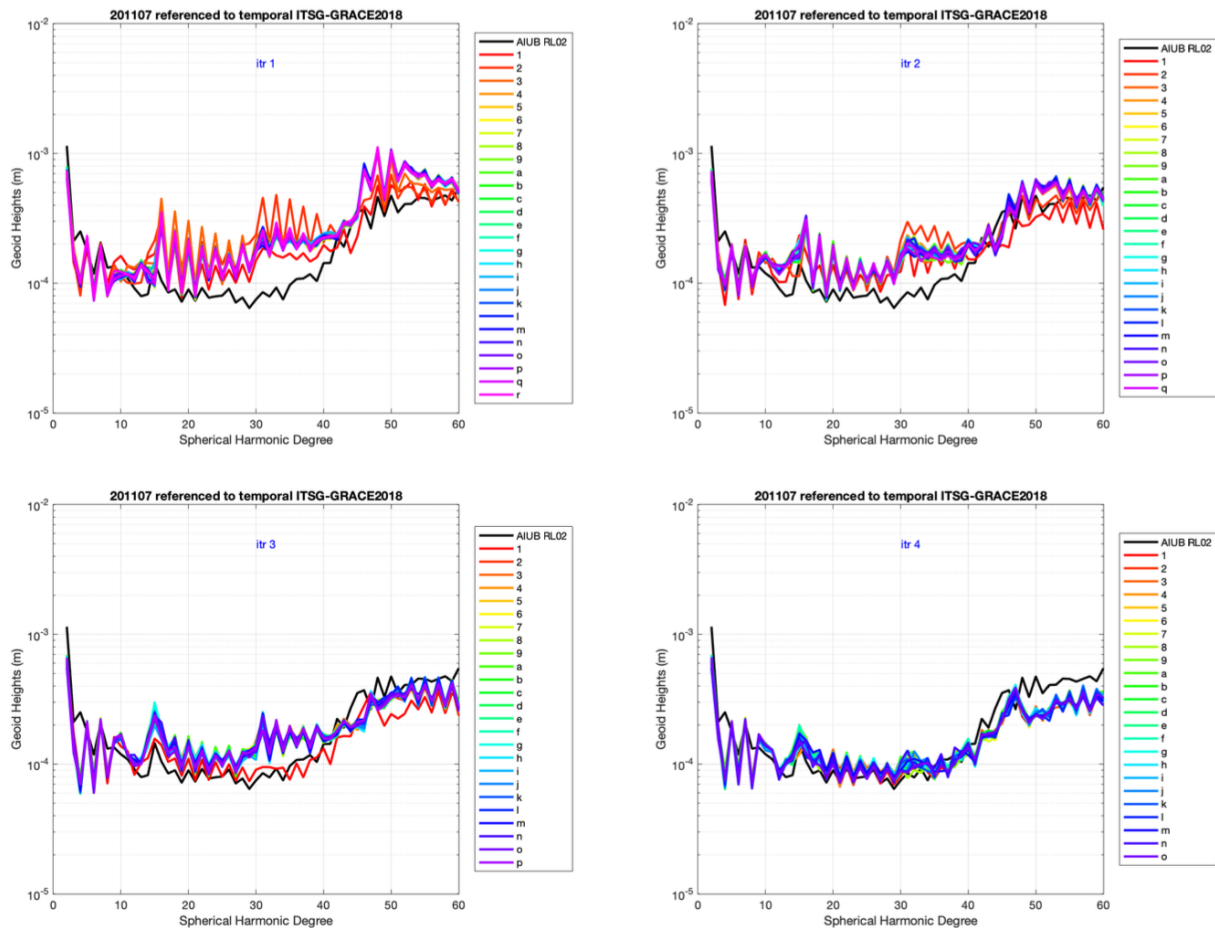 201107 referenced to temporal ITSG-GRACE2018
itr 1
Geoid Heights (m)
10-2
10-3
10-4
10-5
0 10 20 30 40 50 60
Spherical Harmonic Degree
AIUB RL02
1
2
3
4
5
6
7
8
9
a
b
c
d
e
f
g
h
i
j
k
l
m
n
o
p
q
r
201107 referenced to temporal ITSG-GRACE2018
itr 2
Geoid Heights (m)
10-2
10-3
10-4
10-5
0 10 20 30 40 50 60
Spherical Harmonic Degree
AIUB RL02
1
2
3
4
5
6
7
8
9
a
b
c
d
e
f
g
h
i
j
k
l
m
n
o
p
q
201107 referenced to temporal ITSG-GRACE2018
itr 3
Geoid Heights (m)
10-2
10-3
10-4
10-5
0 10 20 30 40 50 60
Spherical Harmonic Degree
AIUB RL02
1
2
3
4
5
6
7
8
9
a
b
c
d
e
f
g
h
i
j
k
l
m
n
o
p
201107 referenced to temporal ITSG-GRACE2018
itr 4
Geoid Heights (m)
10-2
10-3
10-4
10-5
0 10 20 30 40 50 60
Spherical Harmonic Degree
AIUB RL02
1
2
3
4
5
6
7
8
9
a
b
c
d
e
f
g
h
i
j
k
l
m
n
o